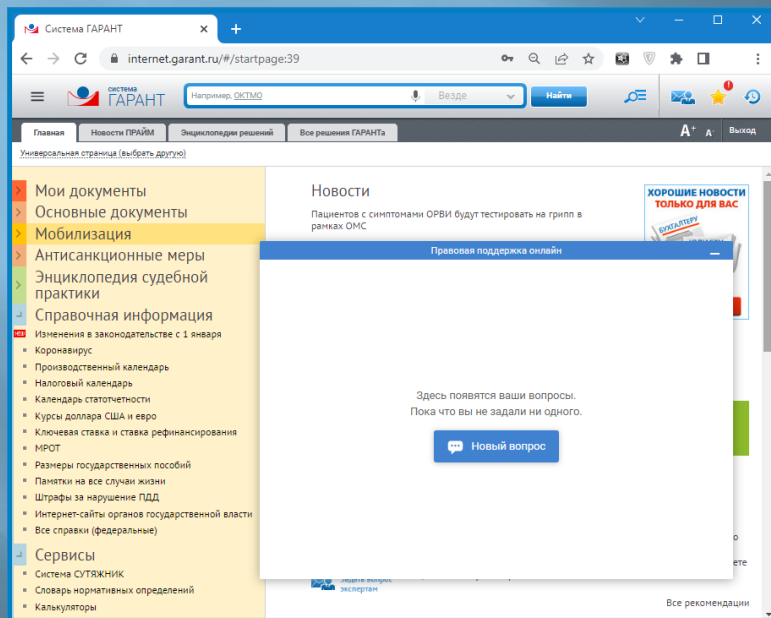 Система ГАРАНТ
internet.garant.ru/#/startpage:39
система
ГАРАНТ
Например, ОКТМО
Везде
Найти
Главная
Новости ПРАЙМ
Энциклопедии решений
Все решения ГАРАНТа
А+ А-
Выход
Универсальная страница (выбрать другую)
Мои документы
Основные документы
Мобилизация
Антисанкционные меры
Энциклопедия судебной
практики
Справочная информация
Изменения в законодательстве с 1 января
Коронавирус
Производственный календарь
Налоговый календарь
Календарь статотчетности
Курсы доллара США и евро
Ключевая ставка и ставка рефинансирования
МРОТ
Размеры государственных пособий
Памятки на все случаи жизни
Штрафы за нарушение ПДД
Интернет-сайты органов государственной власти
Все справки (федеральные)
Сервисы
Система СУТЯЖНИК
Словарь нормативных определений
Калькуляторы
Новости
Пациентов с симптомами ОРВИ будут тестировать на грипп в
рамках ОМС
ХОРОШИЕ НОВОСТИ
ТОЛЬКО ДЛЯ ВАС
БУХГАЛТЕРУ
Правовая поддержка онлайн
Здесь появятся ваши вопросы.
Пока что вы не задали ни одного.
Новый вопрос
Задать вопрос
экспертам
Все рекомендации